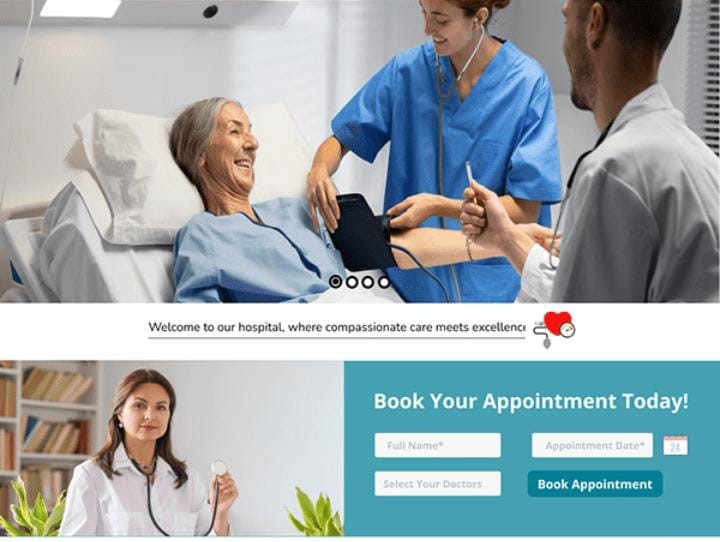 Welcome to our hospital, where compassionate care meets excellence
Book Your Appointment Today!
Full Name*
Appointment Date*
24
Select Your Doctors
Book Appointment